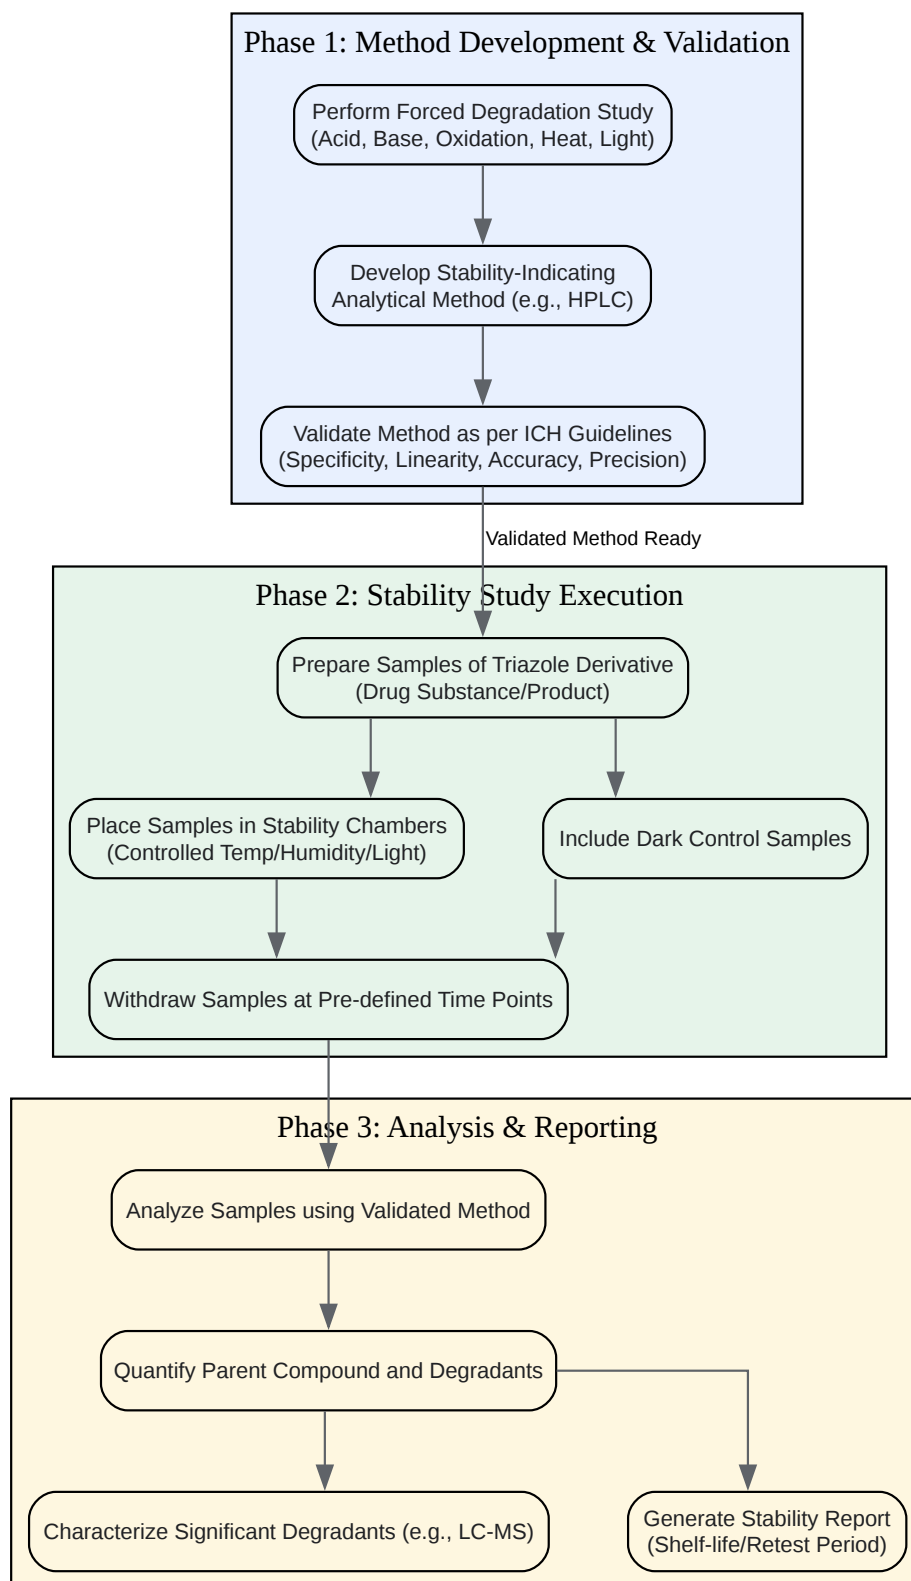 Phase 1: Method Development & Validation
Perform Forced Degradation Study
(Acid, Base, Oxidation, Heat, Light)
Develop Stability-Indicating
Analytical Method (e.g., HPLC)
Validate Method as per ICH Guidelines
(Specificity, Linearity, Accuracy, Precision)
Validated Method Ready
Phase 2: Stability Study Execution
Prepare Samples of Triazole Derivative
(Drug Substance/Product)
Place Samples in Stability Chambers
(Controlled Temp/Humidity/Light)
Include Dark Control Samples
Withdraw Samples at Pre-defined Time Points
Phase 3: Analysis & Reporting
Analyze Samples using Validated Method
Quantify Parent Compound and Degradants
Characterize Significant Degradants (e.g., LC-MS)
Generate Stability Report
(Shelf-life/Retest Period)